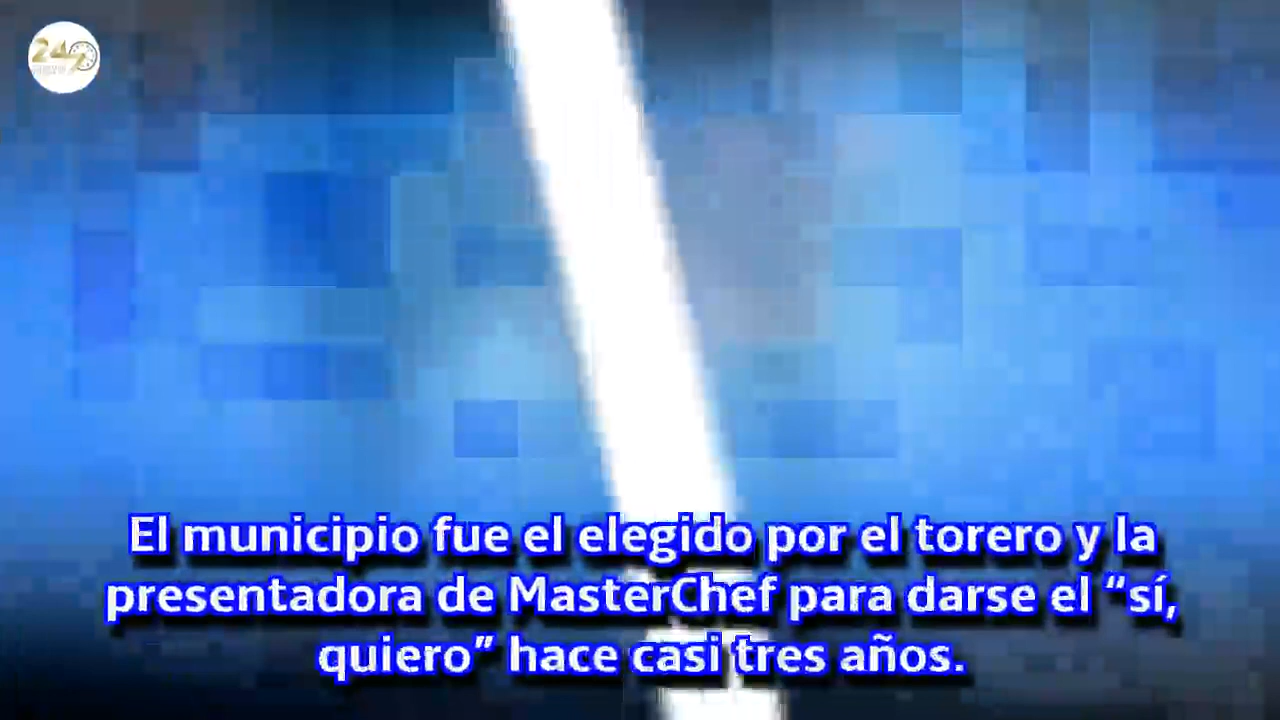 247
El municipio fue el elegido por el torero y la
presentadora de MasterChef para darse el “sí,
quiero” hace casi tres años.